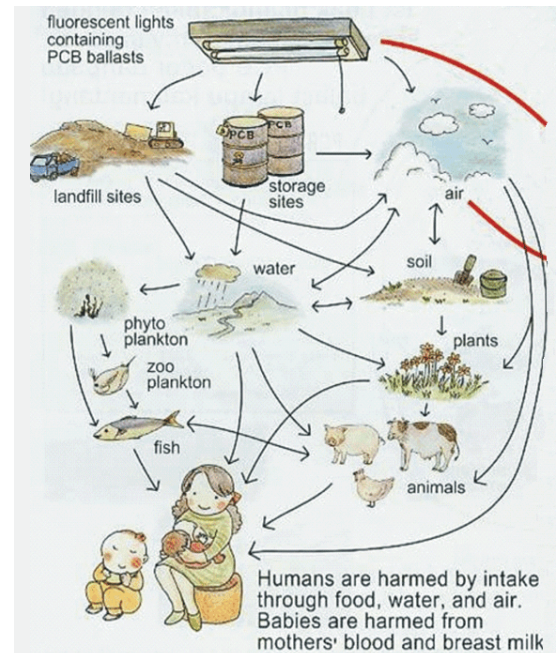 fluorescent lights
containing
PCB ballasts
PCB
PCB
landfill sites
storage
sites
air
water
soil
phyto
plankton
plants
zoo
plankton
fish
animals
Humans are harmed by intake
through food, water, and air.
Babies are harmed from
mothers' blood and breast milk